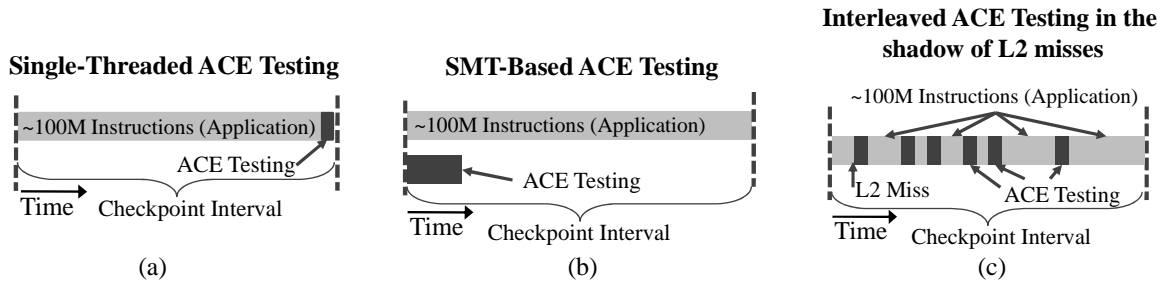 Single-Threaded ACE Testing
~100M Instructions (Application)
ACE Testing
Time
Checkpoint Interval
(a)
SMT-Based ACE Testing
~100M Instructions (Application)
ACE Testing
Time
Checkpoint Interval
(b)
Interleaved ACE Testing in the
shadow of L2 misses
~100M Instructions (Application)
L2 Miss
ACE Testing
Time
Checkpoint Interval
(c)